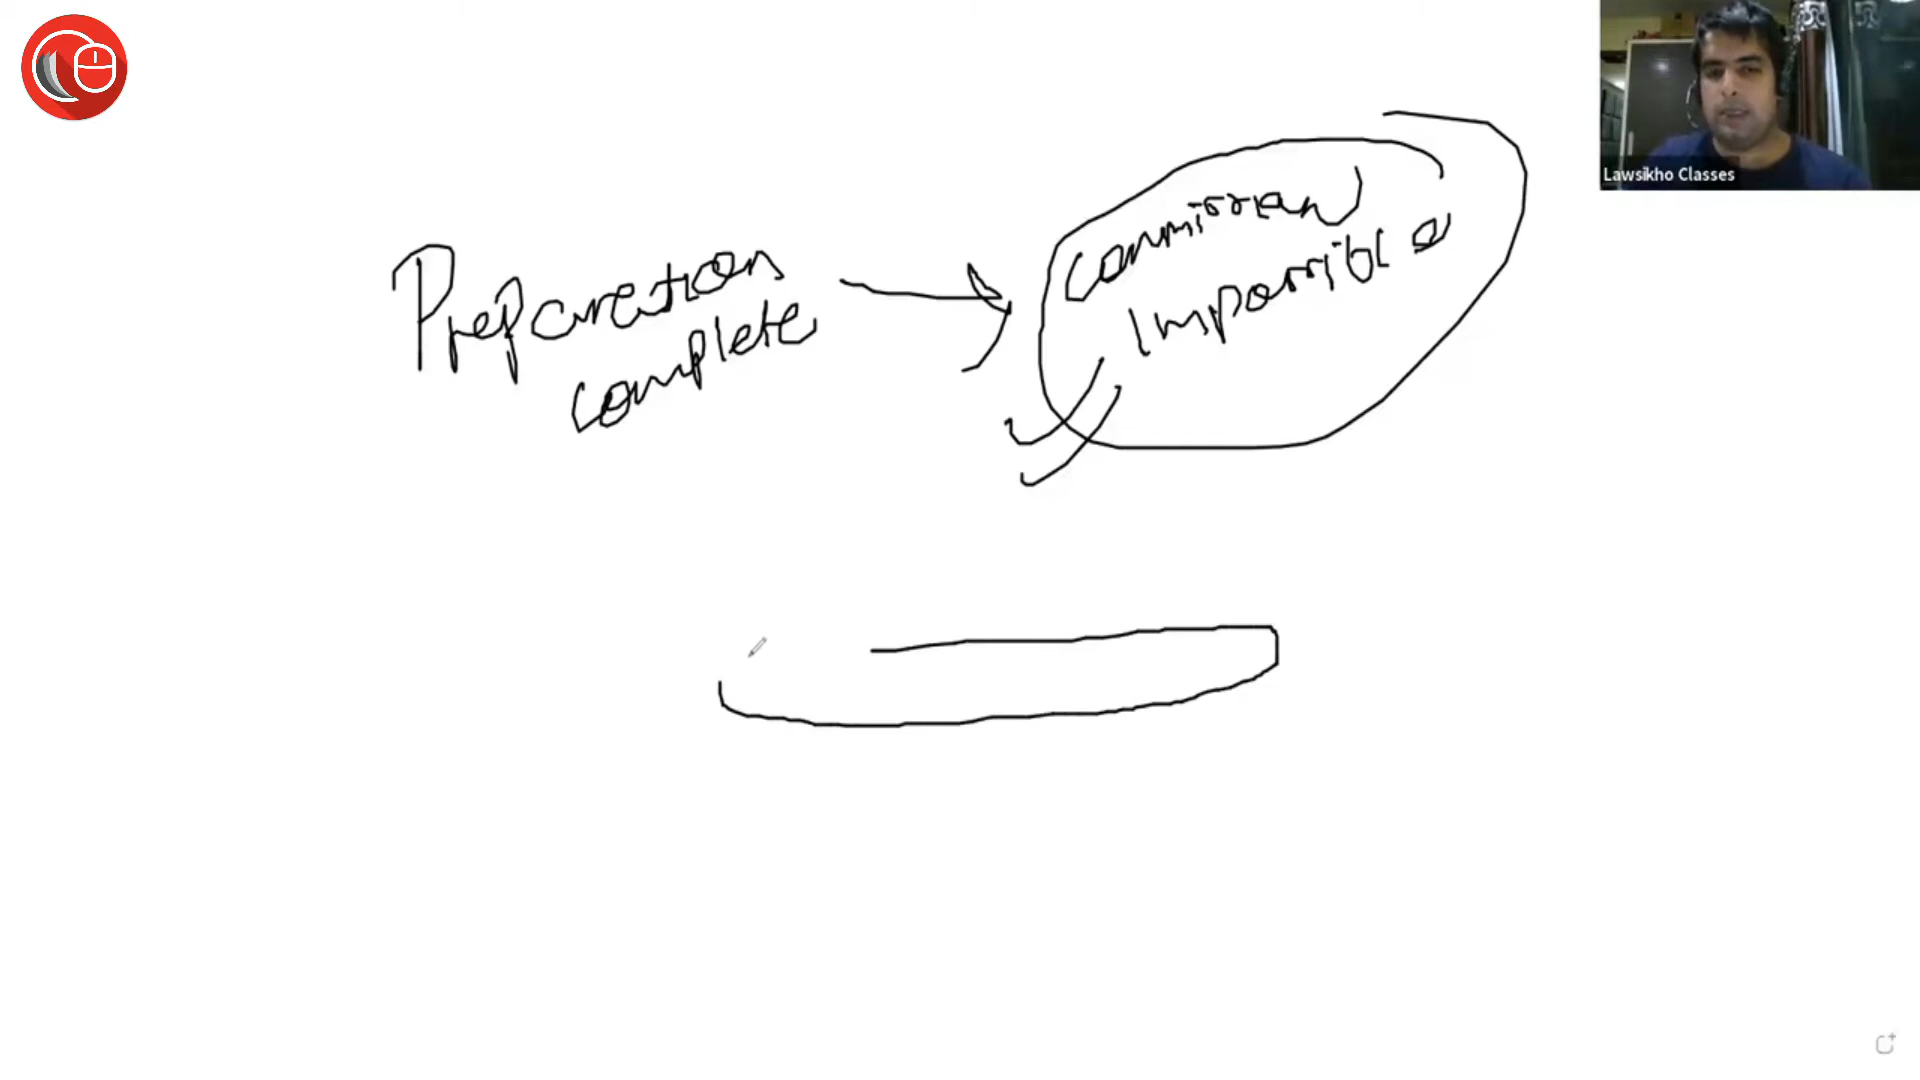 Preparation
complete
Commission
Impossible
Lawsikho Classes